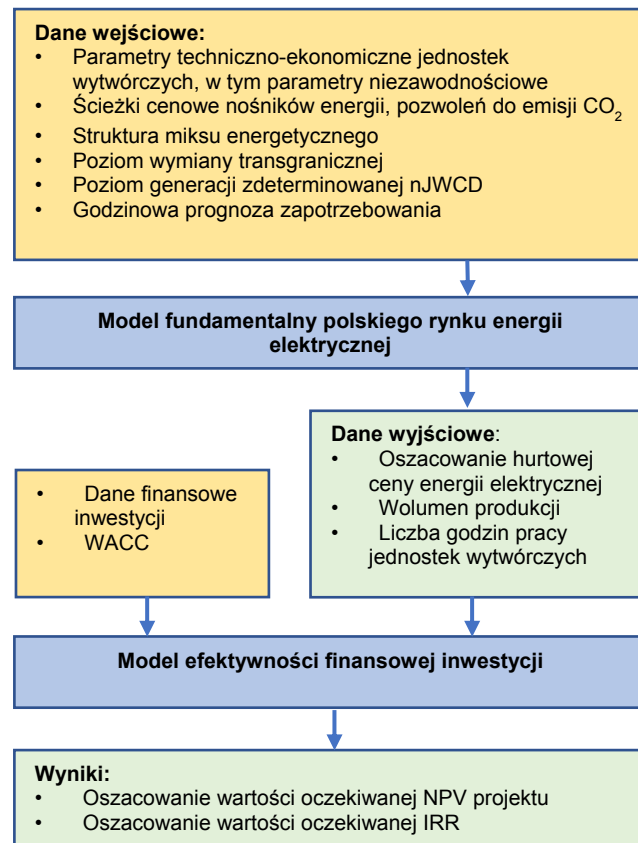 Dane wejściowe:
• Parametry techniczno-ekonomiczne jednostek
wytwórczych, w tym parametry niezawodnościowe
• Ścieżki cenowe nośników energii, pozwoleń do emisji CO2
• Struktura miksu energetycznego
• Poziom wymiany transgranicznej
• Poziom generacji zdeterminowanej nJWCD
• Godzinowa prognoza zapotrzebowania
Model fundamentalny polskiego rynku energii
elektrycznej
Dane wyjściowe:
• Oszacowanie hurtowej
ceny energii elektrycznej
• Wolumen produkcji
• Liczba godzin pracy
jednostek wytwórczych
• Dane finansowe
inwestycji
• WACC
Model efektywności finansowej inwestycji
Wyniki:
• Oszacowanie wartości oczekiwanej NPV projektu
• Oszacowanie wartości oczekiwanej IRR